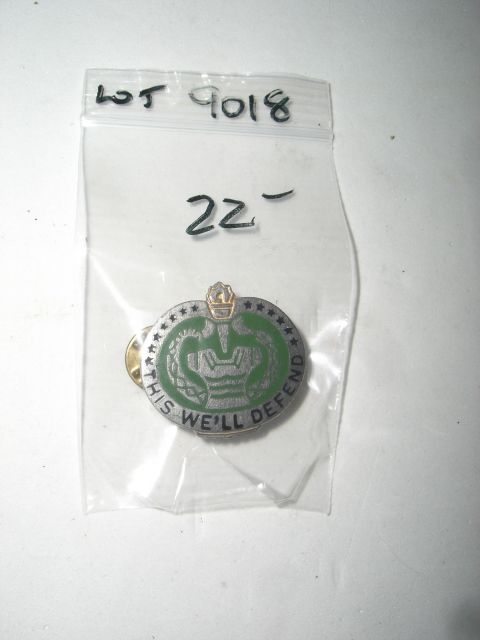 LOT 9018
22-
THIS WE'LL DEFEND